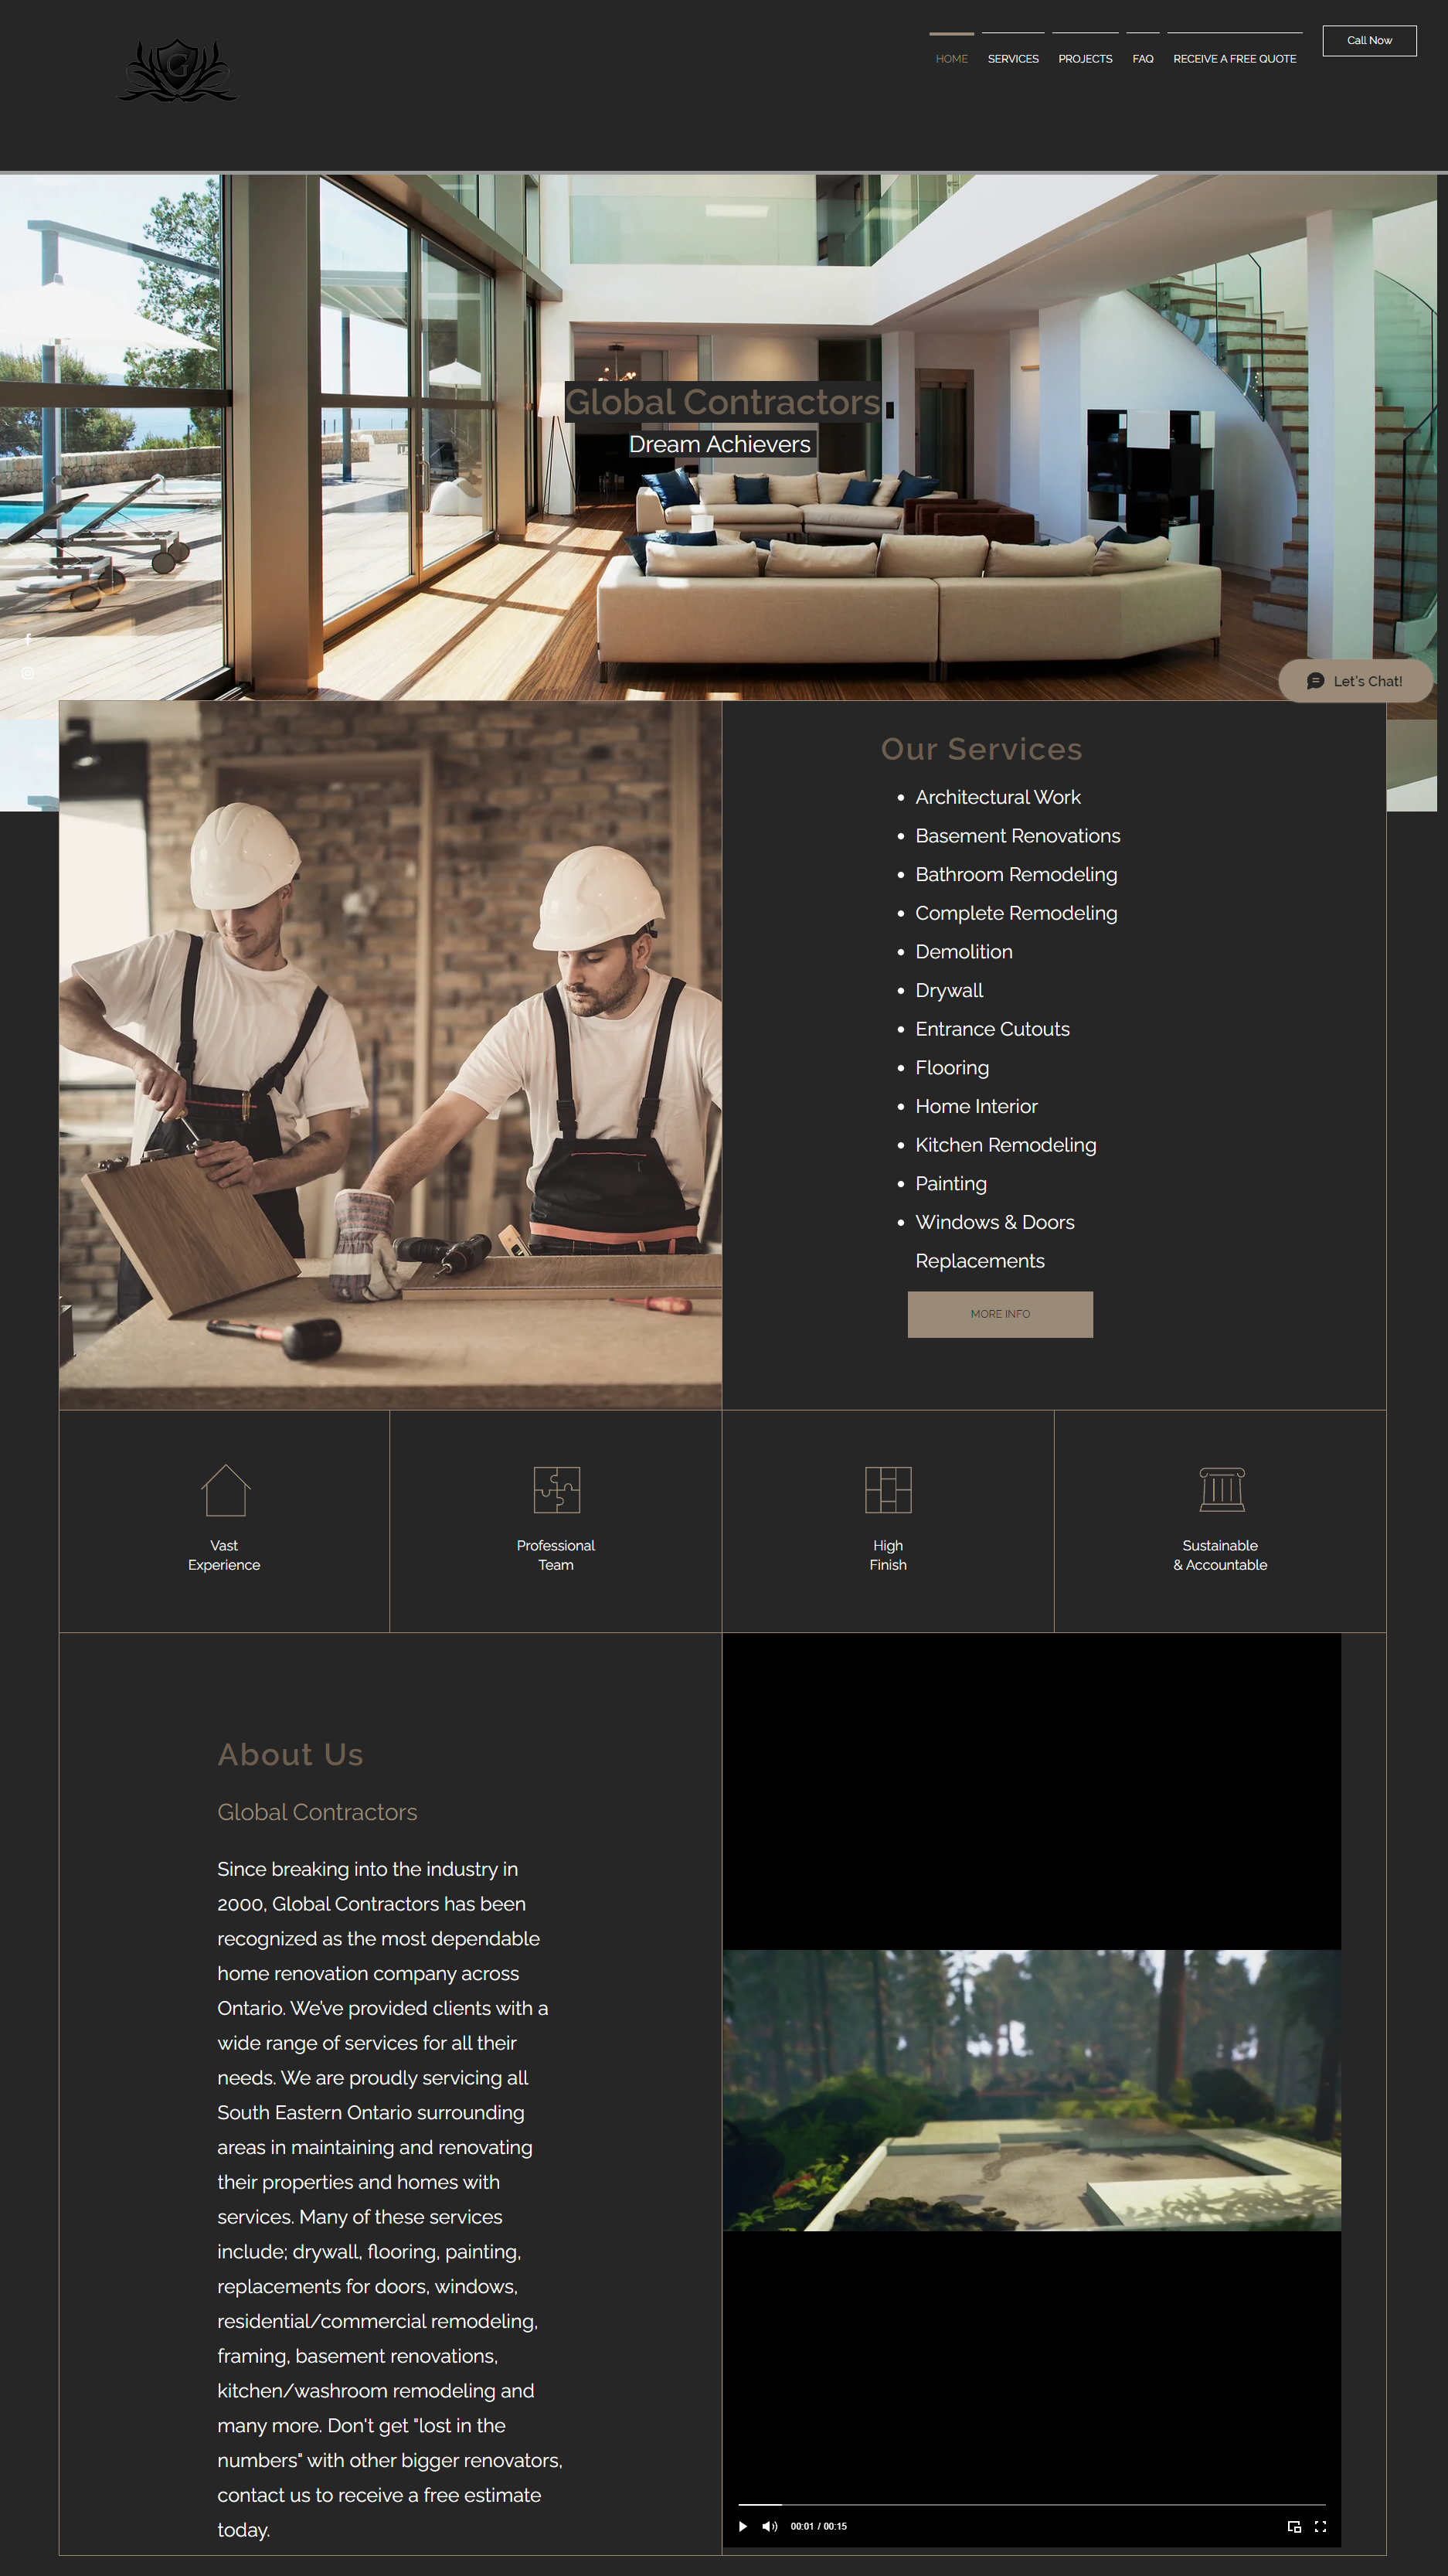 G
HOME
SERVICES
PROJECTS
FAQ
RECEIVE A FREE QUOTE
Call Now
Global Contractors
Dream Achievers
Let's Chat!
Our Services
Architectural Work
Basement Renovations
Bathroom Remodeling
Complete Remodeling
Demolition
Drywall
Entrance Cutouts
Flooring
Home Interior
Kitchen Remodeling
Painting
Windows & Doors
Replacements
MORE INFO
Vast
Experience
Professional
Team
High
Finish
Sustainable
& Accountable
About Us
Global Contractors
Since breaking into the industry in
2000, Global Contractors has been
recognized as the most dependable
home renovation company across
Ontario. We've provided clients with a
wide range of services for all their
needs. We are proudly servicing all
South Eastern Ontario surrounding
areas in maintaining and renovating
their properties and homes with
services. Many of these services
include; drywall, flooring, painting,
replacements for doors, windows,
residential/commercial remodeling,
framing, basement renovations,
kitchen/washroom remodeling and
many more. Don't get "lost in the
numbers" with other bigger renovators,
contact us to receive a free estimate
today.
00:01 / 00:15